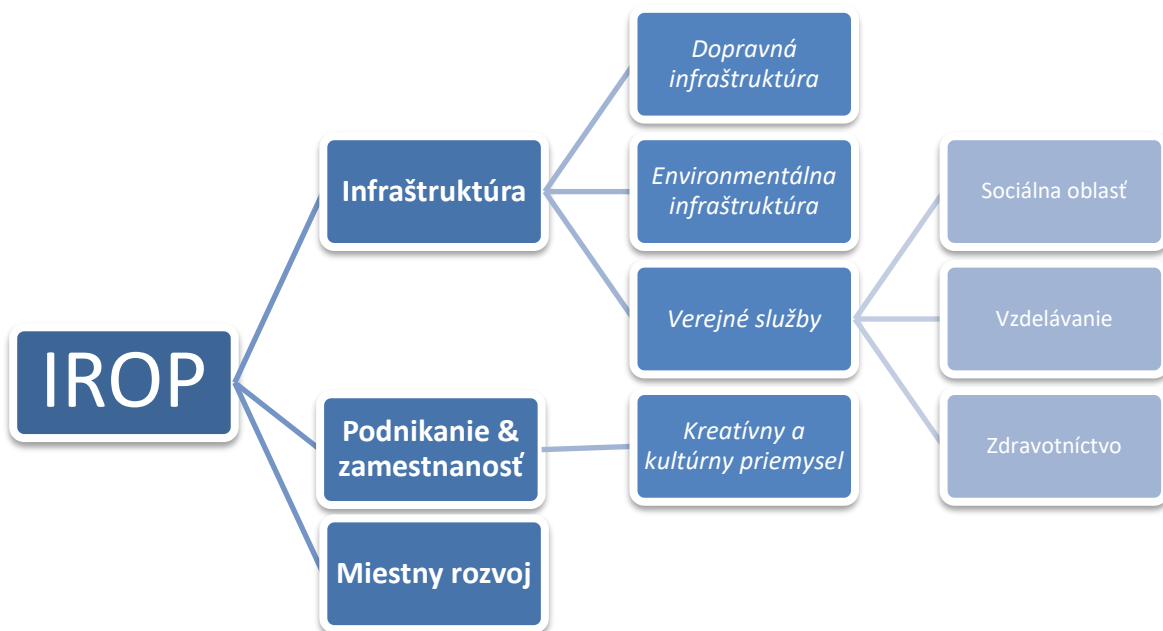 IROP
Infraštruktúra
Dopravná
infraštruktúra
Environmentálna
infraštruktúra
Verejné služby
Sociálna oblasť
Vzdelávanie
Zdravotníctvo
Podnikanie &
zamestnanosť
Kreatívny a
kultúrny priemysel
Miestny rozvoj